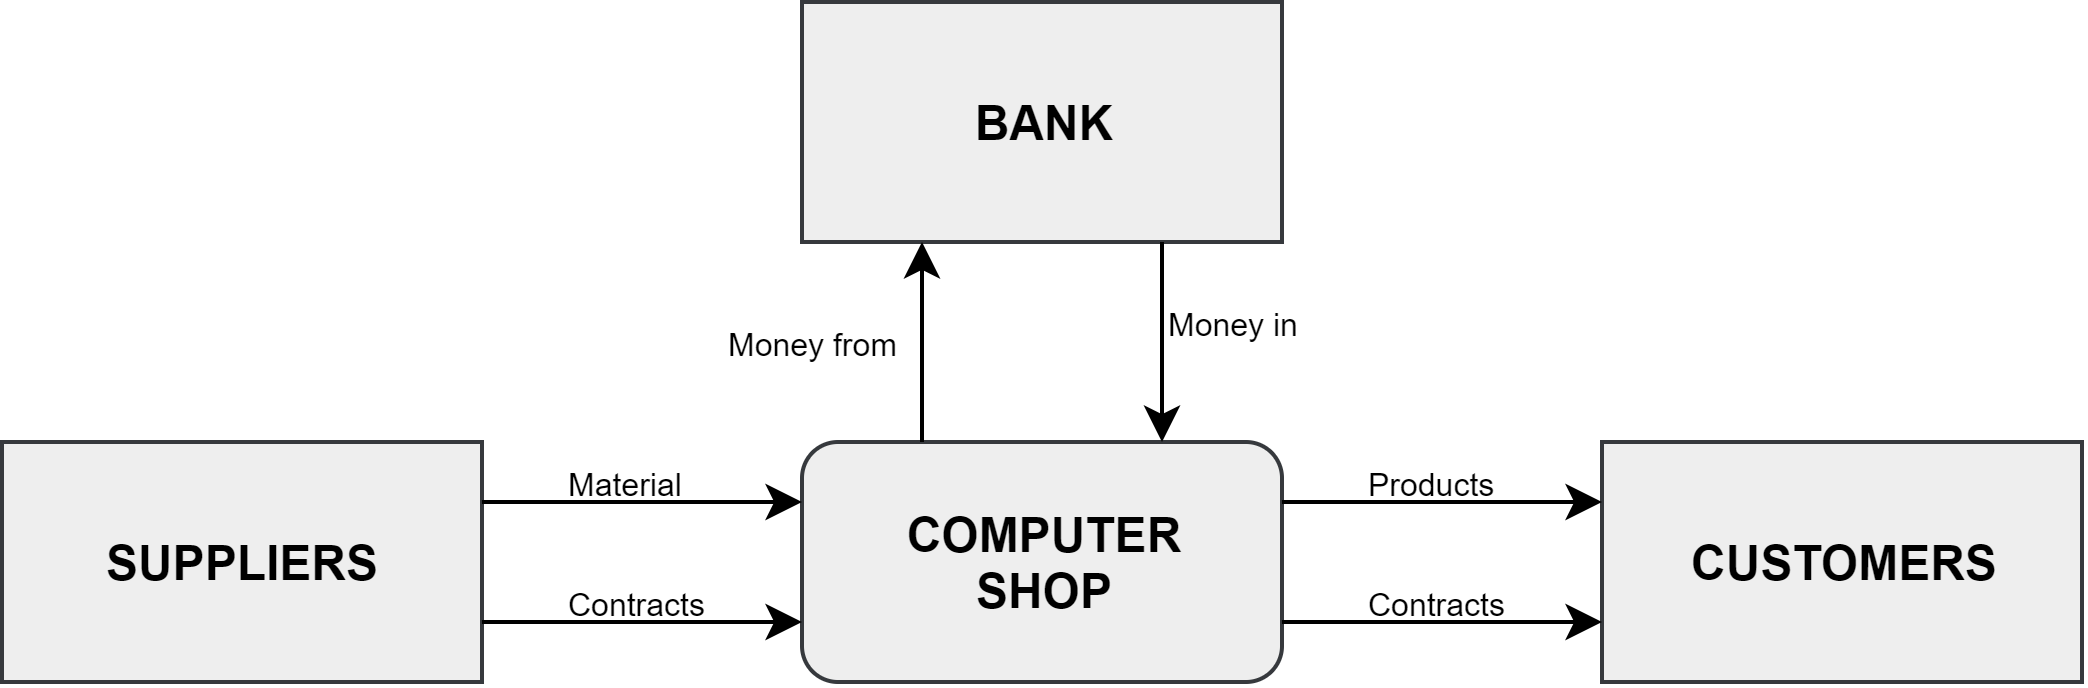 BANK
Money from
Money in
SUPPLIERS
Material
Contracts
COMPUTER
SHOP
Products
Contracts
CUSTOMERS